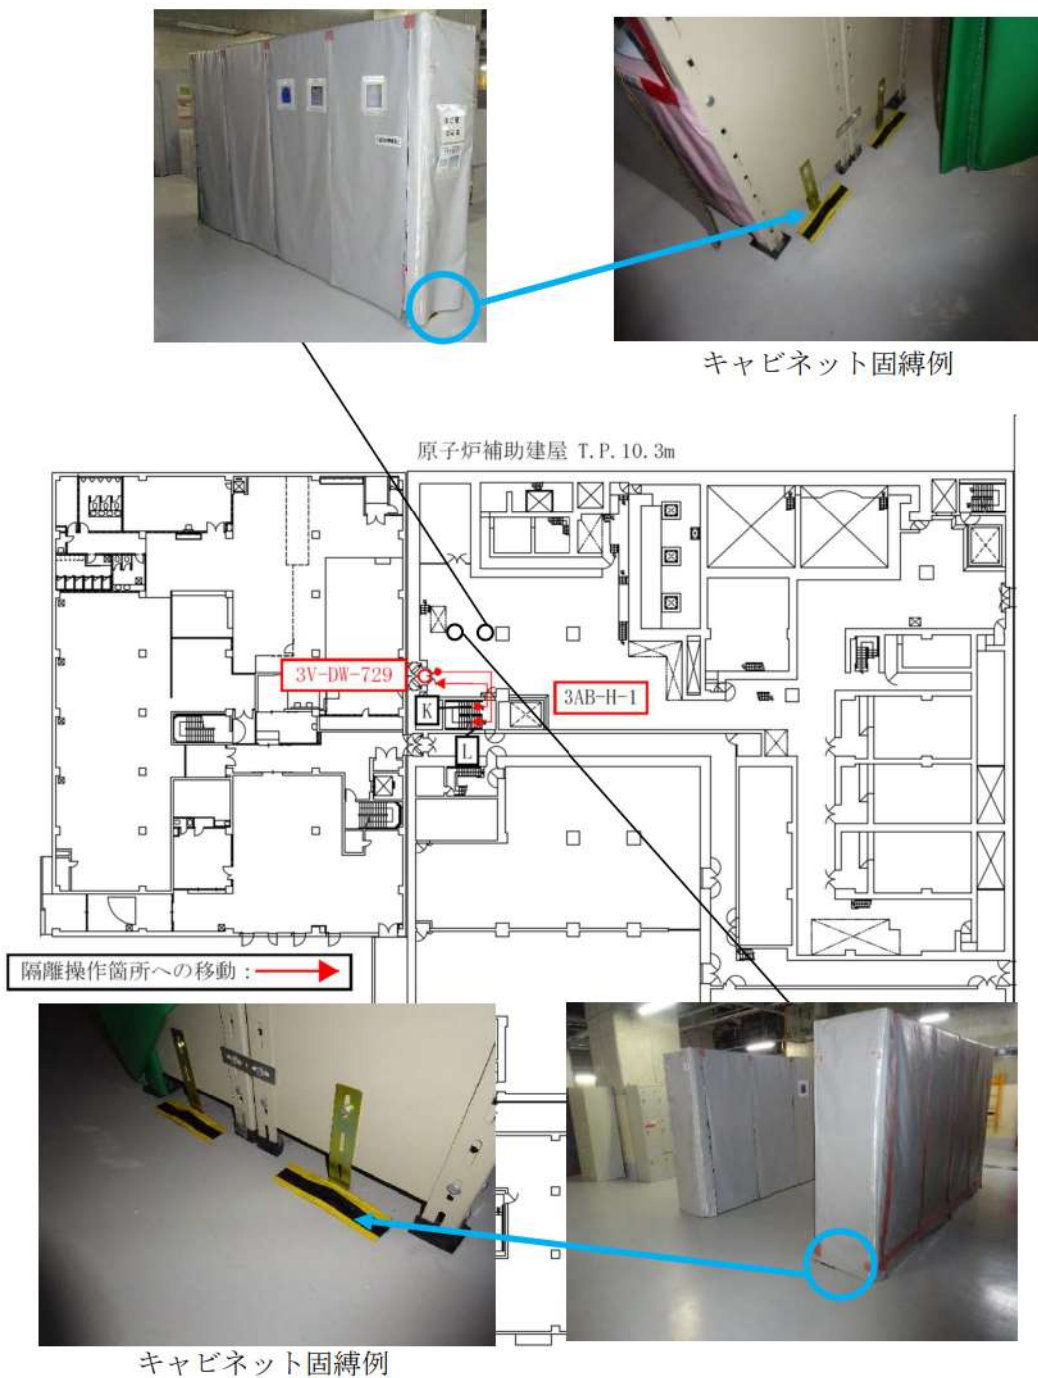 キャビネット固縛例
原子炉補助建屋 T.P.10.3m
3V-DW-729
3AB-H-1
K
L
隔離操作箇所への移動：
キャビネット固縛例